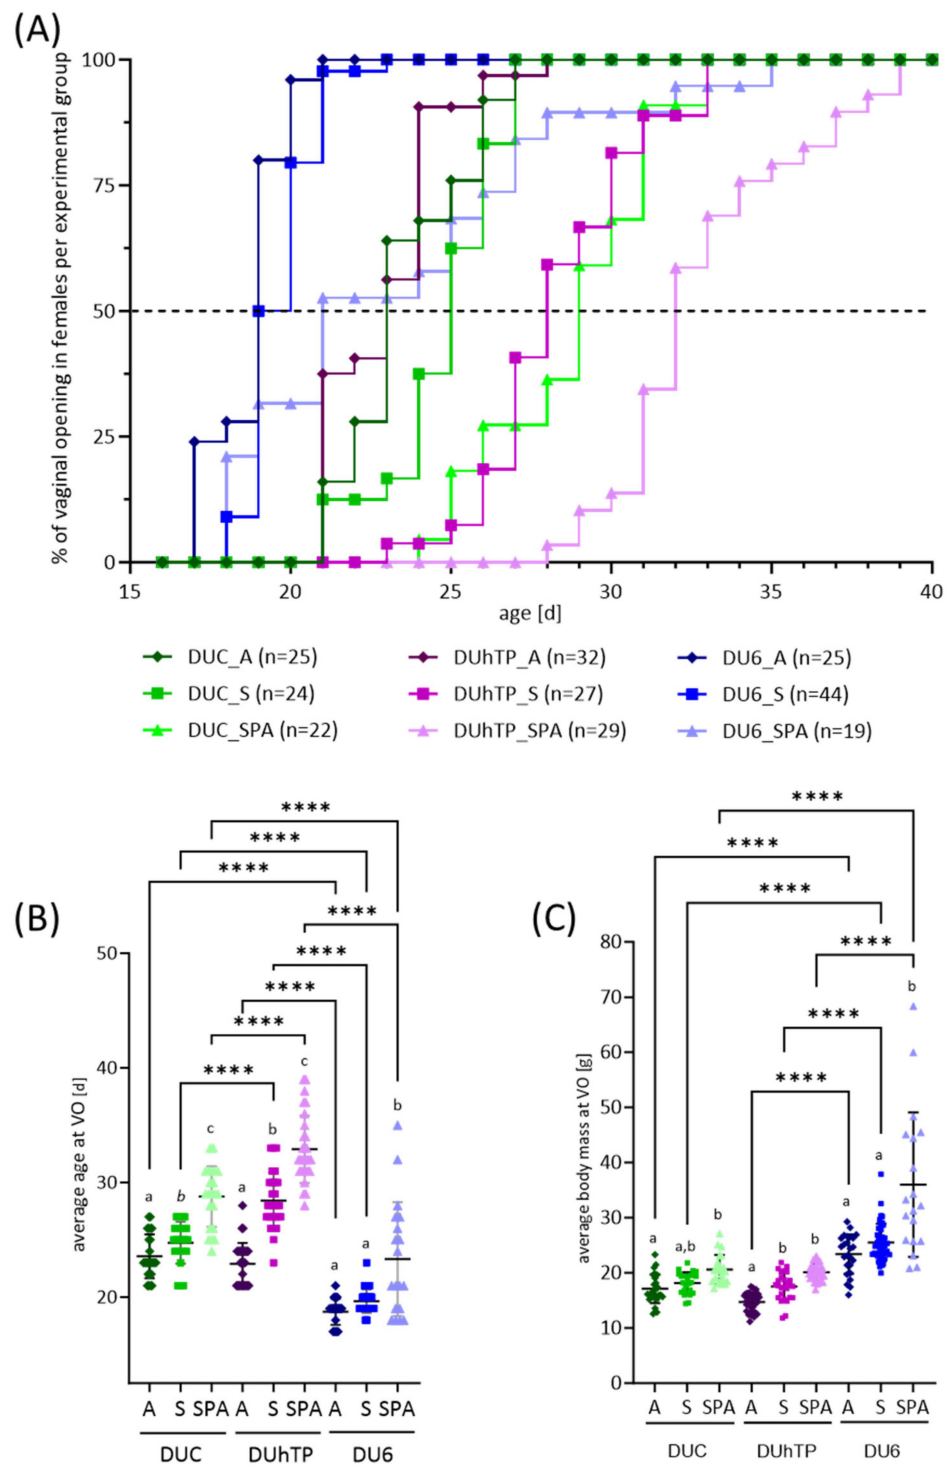 (A)
% of vaginal opening in females per experimental group
100
75
50
25
0
15 20 25 30 35 40
age [d]
DUC_A (n=25) DUhTP_A (n=32) DU6_A (n=25)
DUC_S (n=24) DUhTP_S (n=27) DU6_S (n=44)
DUC_SPA (n=22) DUhTP_SPA (n=29) DU6_SPA (n=19)
(B)
****
****
****
****
****
****
****
****
average age at VO [d]
50
40
30
20
a b c a b c a a b
A S SPA A S SPA A S SPA
DUC DUhTP DU6
(C)
****
****
****
****
****
****
average body mass at VO [g]
80
70
60
50
40
30
20
10
0
a a,b b a b b a a b
A S SPA A S SPA A S SPA
DUC DUhTP DU6